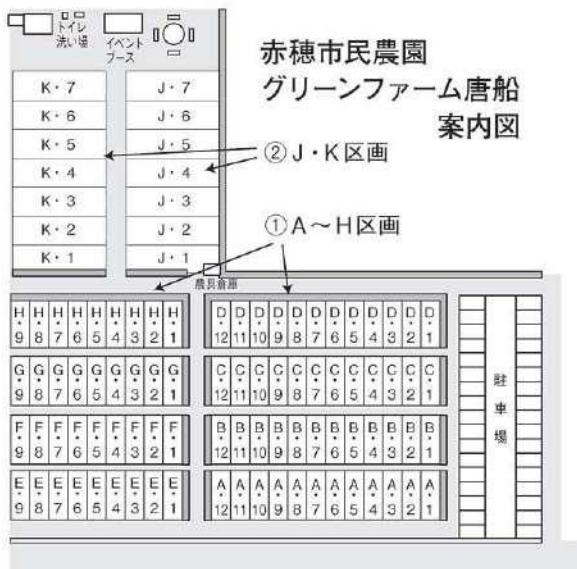 トイレ
洗い場
イベント
ブース
赤穂市民農園
グリーンファーム唐船
案内図
K・7
J・7
K・6
J・6
K・5
J・5
②J・K区画
K・4
J・4
K・3
J・3
K・2
J・2
①A～H区画
K・1
J・1
農具倉庫
H・9 H・8 H・7 H・6 H・5 H・4 H・3 H・2 H・1
D・12 D・11 D・10 D・9 D・8 D・7 D・6 D・5 D・4 D・3 D・2 D・1
G・9 G・8 G・7 G・6 G・5 G・4 G・3 G・2 G・1
C・12 C・11 C・10 C・9 C・8 C・7 C・6 C・5 C・4 C・3 C・2 C・1
駐車場
F・9 F・8 F・7 F・6 F・5 F・4 F・3 F・2 F・1
B・12 B・11 B・10 B・9 B・8 B・7 B・6 B・5 B・4 B・3 B・2 B・1
E・9 E・8 E・7 E・6 E・5 E・4 E・3 E・2 E・1
A・12 A・11 A・10 A・9 A・8 A・7 A・6 A・5 A・4 A・3 A・2 A・1